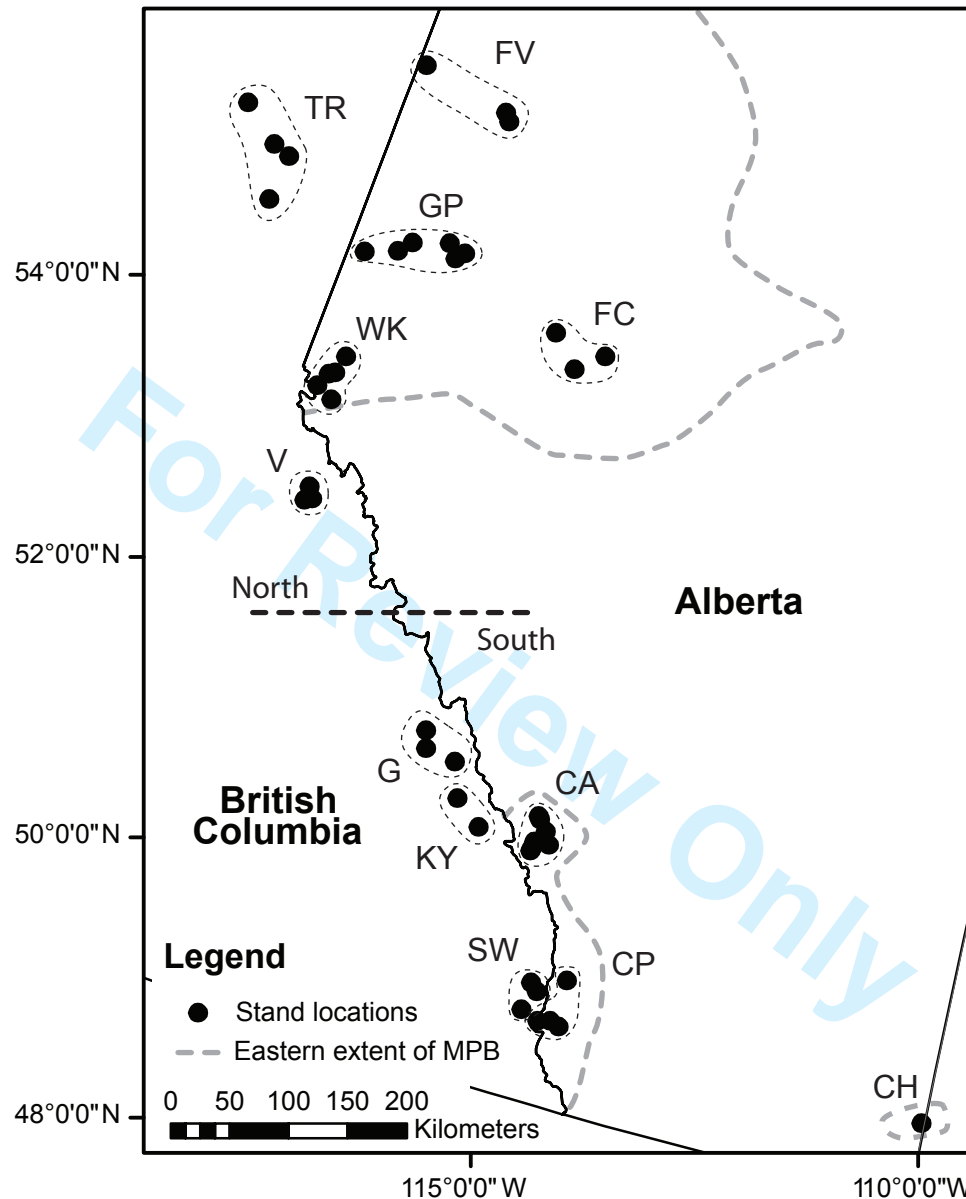 FV
TR
GP
54°0'0"N
FC
WK
V
52°0'0"N
North
Alberta
South
G
CA
British
Columbia
50°0'0"N
KY
SW
CP
Legend
Stand locations
Eastern extent of MPB
CH
0 50 100 150 200
48°0'0"N
Kilometers
115°0'0"W
110°0'0"W
For Review Only